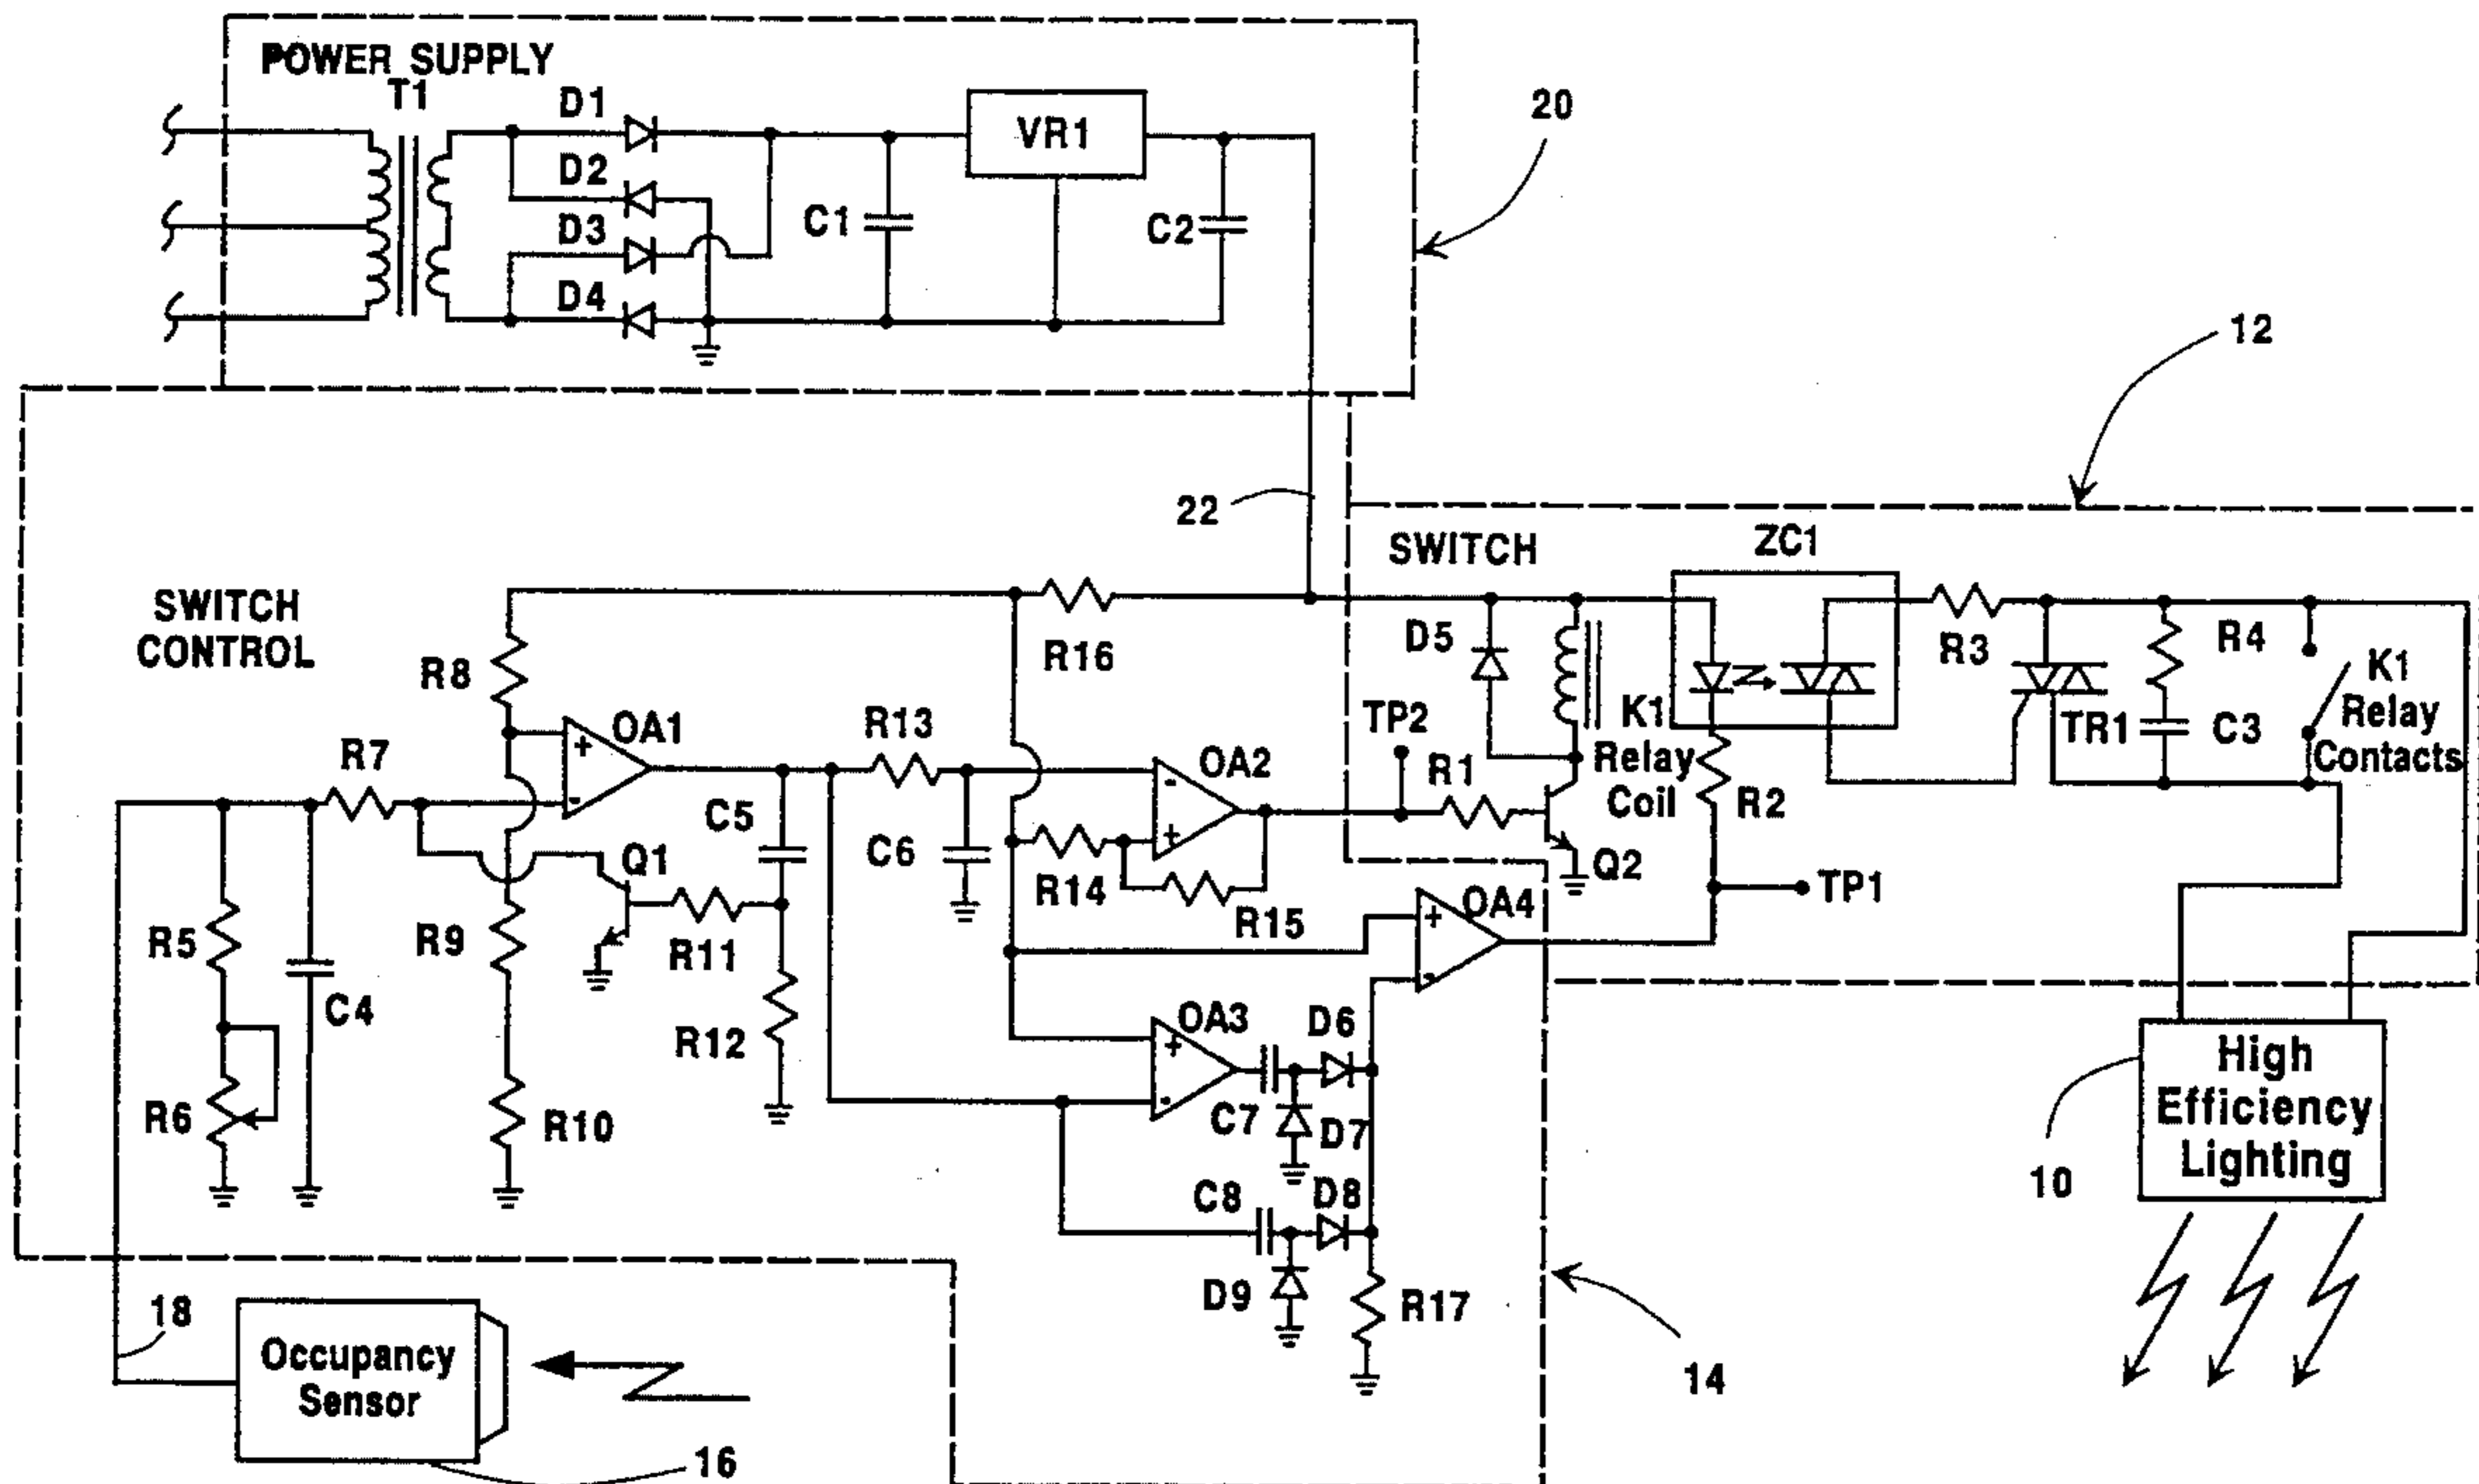 POWER SUPPLY
T1
D1
D2
D3
D4
C1
VR1
C2
20
12
22
SWITCH
CONTROL
SWITCH
ZC1
R8
R16
D5
R3
R4
K1
Relay
Contacts
TR1
C3
K1
Relay
Coil
TP2
R1
R2
Q2
TP1
OA1
+
-
R7
R13
OA2
-
+
C5
C6
Q1
R14
R15
OA4
+
-
R5
C4
R9
R11
R12
R6
R10
OA3
+
-
D6
C7
D7
C8
D8
D9
R17
High
Efficiency
Lighting
10
18
Occupancy
Sensor
14
16